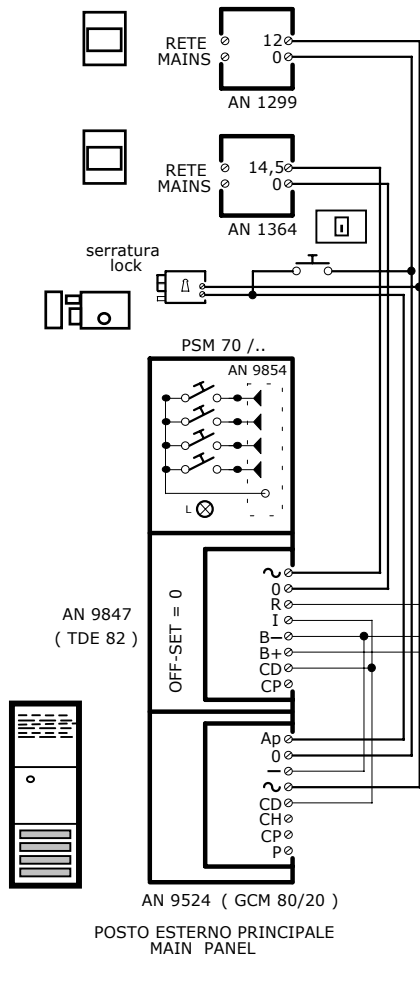 RETE
MAINS
12
0
AN 1299
RETE
MAINS
14,5
0
AN 1364
serratura
lock
PSM 70 /..
AN 9854
L
AN 9847
( TDE 82 )
OFF-SET = 0
~
0
R
I
B−
B+
CD
CP
Ap
0
−
~
CD
CH
CP
P
AN 9524 ( GCM 80/20 )
POSTO ESTERNO PRINCIPALE
MAIN PANEL